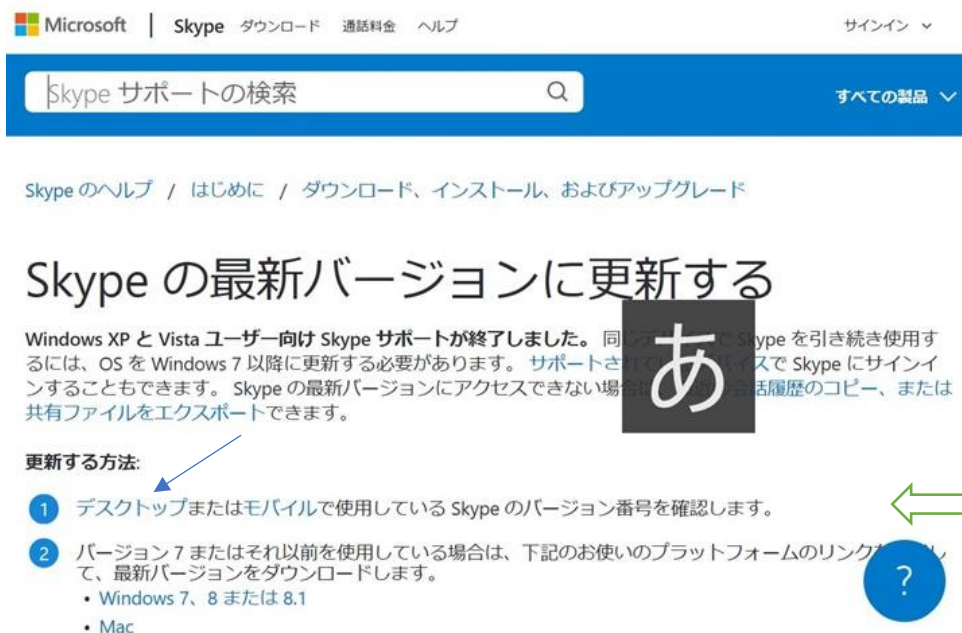 Microsoft | Skype ダウンロード 通話料金 ヘルプ サインイン
Skype サポートの検索
すべての製品
Skype のヘルプ / はじめに / ダウンロード、インストール、およびアップグレード
Skype の最新バージョンに更新する
あ
Windows XP と Vista ユーザー向け Skype サポートが終了しました。 同じ Skype を引き続き使用す
るには、OS を Windows 7 以降に更新する必要があります。 サポートされ イスで Skype にサインイ
ンすることもできます。 Skype の最新バージョンにアクセスできない場合 会話履歴のコピー、または
共有ファイルをエクスポートできます。
更新する方法:
1 デスクトップまたはモバイルで使用している Skype のバージョン番号を確認します。
2 バージョン 7 またはそれ以前を使用している場合は、下記のお使いのプラットフォームのリンク
て、最新バージョンをダウンロードします。
?
• Windows 7、8 または 8.1
• Mac